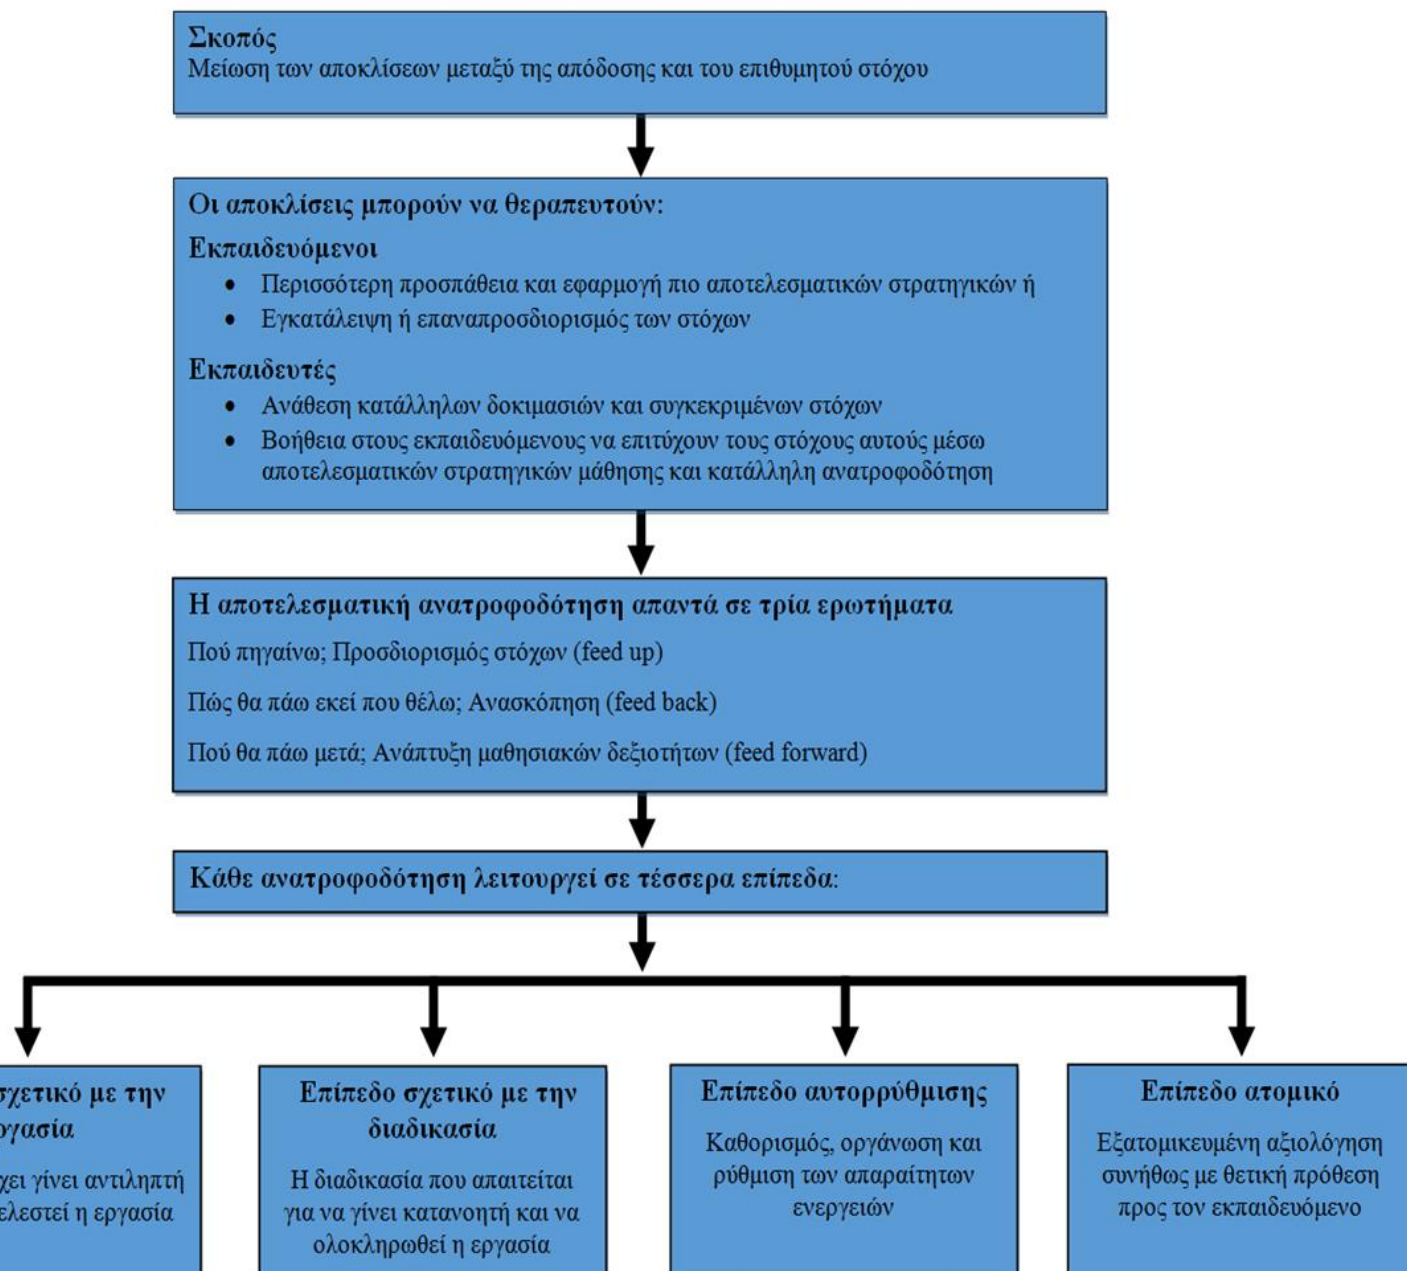 Σκοπός
Μείωση των αποκλίσεων μεταξύ της απόδοσης και του επιθυμητού στόχου
Οι αποκλίσεις μπορούν να θεραπευτούν:
Εκπαιδευόμενοι
• Περισσότερη προσπάθεια και εφαρμογή πιο αποτελεσματικών στρατηγικών ή
• Εγκατάλειψη ή επαναπροσδιορισμός των στόχων
Εκπαιδευτές
• Ανάθεση κατάλληλων δοκιμασιών και συγκεκριμένων στόχων
• Βοήθεια στους εκπαιδευόμενους να επιτύχουν τους στόχους αυτούς μέσω
αποτελεσματικών στρατηγικών μάθησης και κατάλληλη ανατροφοδότηση
Η αποτελεσματική ανατροφοδότηση απαντά σε τρία ερωτήματα
Πού πηγαίνω; Προσδιορισμός στόχων (feed up)
Πώς θα πάω εκεί που θέλω; Ανασκόπηση (feed back)
Πού θα πάω μετά; Ανάπτυξη μαθησιακών δεξιοτήτων (feed forward)
Κάθε ανατροφοδότηση λειτουργεί σε τέσσερα επίπεδα:
σχετικό με την
γίνει αντιληπτή
η εργασία
Επίπεδο σχετικό με την
διαδικασία
Η διαδικασία που απαιτείται
για να γίνει κατανοητή και να
ολοκληρωθεί η εργασία
Επίπεδο αυτορρύθμισης
Καθορισμός, οργάνωση και
ρύθμιση των απαραίτητων
ενεργειών
Επίπεδο ατομικό
Εξατομικευμένη αξιολόγηση
συνήθως με θετική πρόθεση
προς τον εκπαιδευόμενο